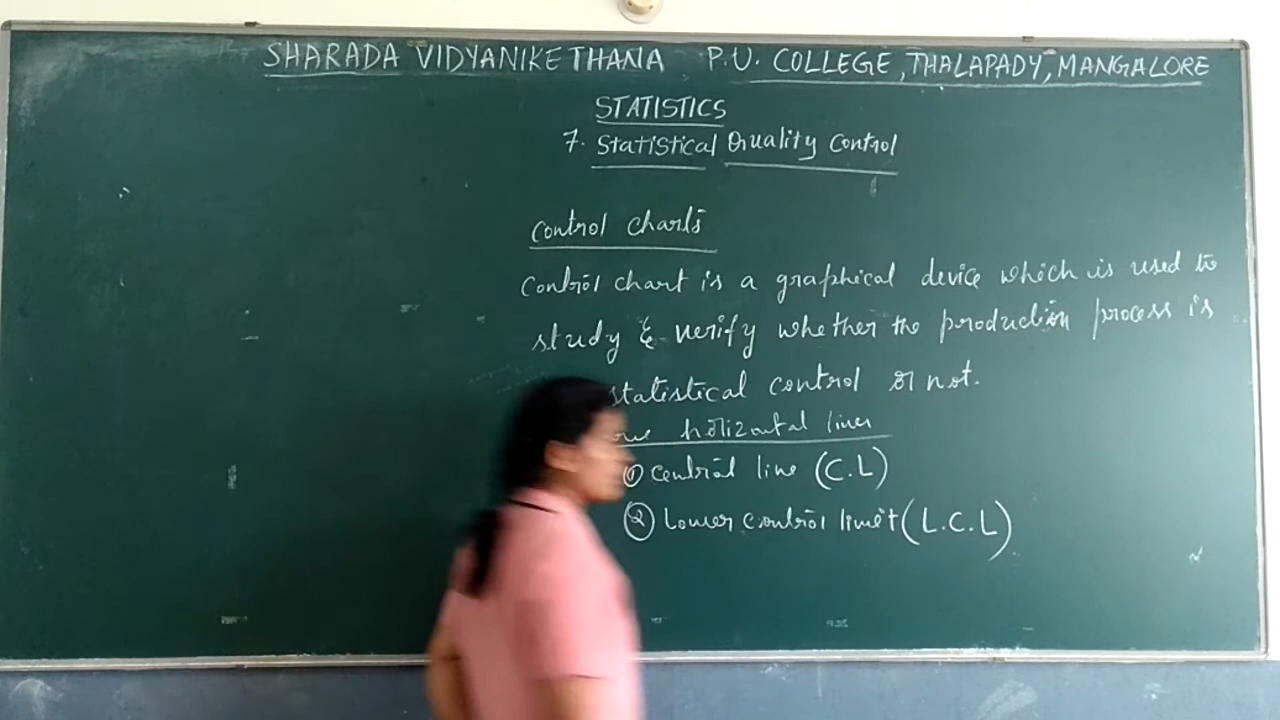 SHARADA VIDYANIKETHANA P.U. COLLEGE, THALAPADY, MANGALORE
STATISTICS
7. Statistical Quality Control
Control Charts
Control chart is a graphical device which is used to
study & verify whether the production process is
statistical control or not.
horizontal lines
① central line (C.L)
② Lower control limit (L.C.L)